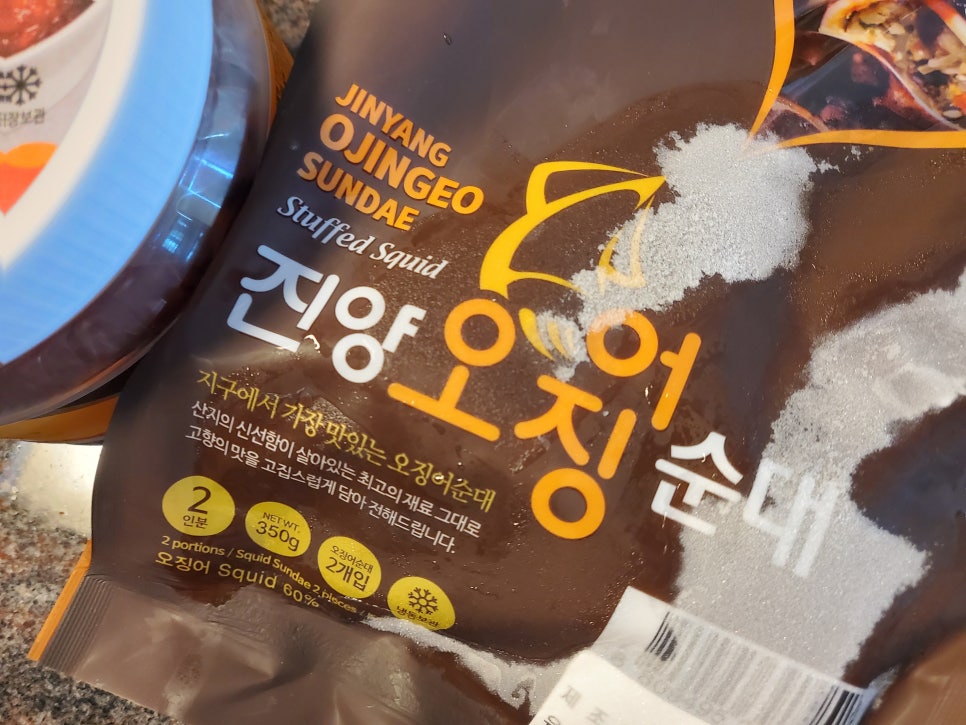 JINYANG
OJINGEO
SUNDAE
Stuffed Squid
진양 오징어 순대
지구에서 가장 맛있는 오징어순대
산지의 신선함이 살아있는 최고의 재료 그대로
고향의 맛을 고집스럽게 담아 전해드립니다.
2
인분
NET WT.
350g
오징어순대
2개입
냉동보관
2 portions / Squid Sundae 2 pieces /
오징어 Squid 60%